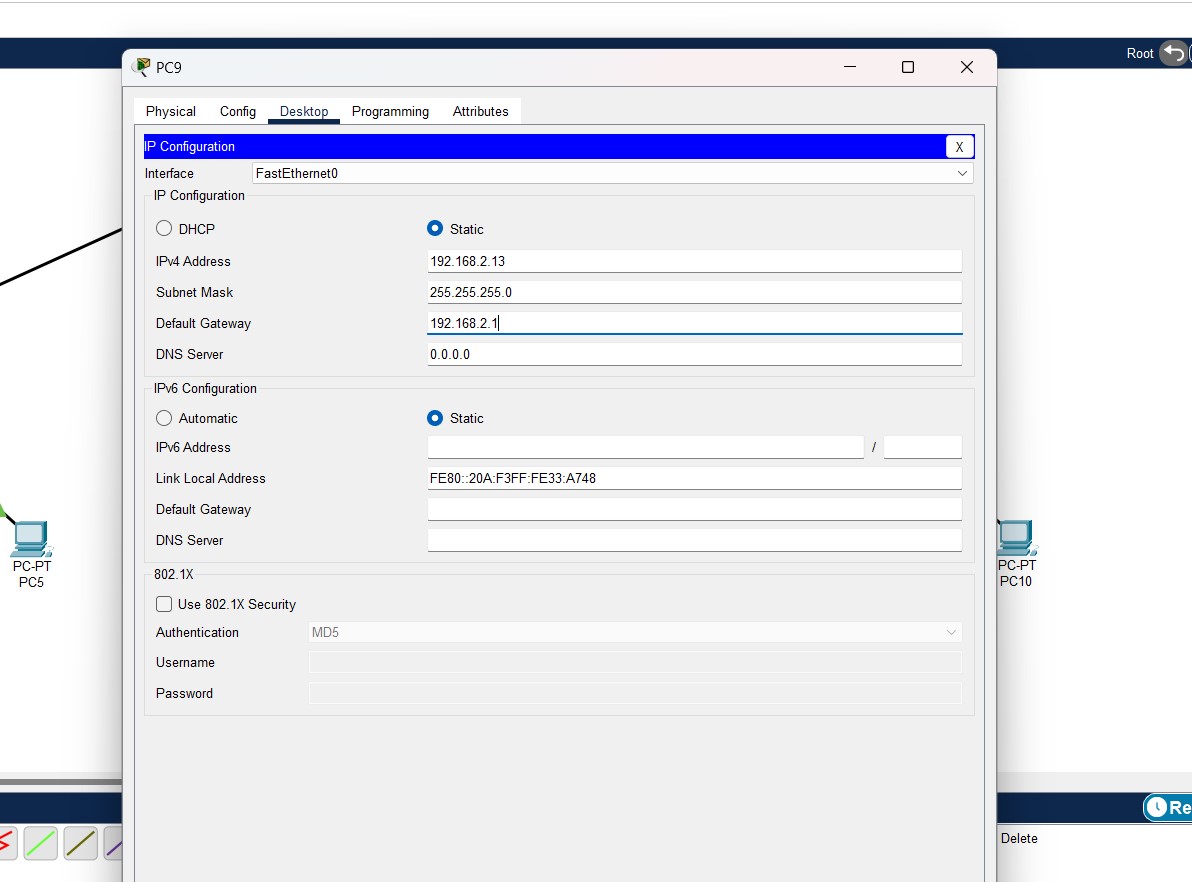 Root
PC9
Physical Config Desktop Programming Attributes
IP Configuration X
Interface FastEthernet0
IP Configuration
DHCP Static
IPv4 Address 192.168.2.13
Subnet Mask 255.255.255.0
Default Gateway 192.168.2.1
DNS Server 0.0.0.0
IPv6 Configuration
Automatic Static
IPv6 Address /
Link Local Address FE80::20A:F3FF:FE33:A748
Default Gateway
DNS Server
PC-PT
PC5
PC-PT
PC10
802.1X
Use 802.1X Security
Authentication MD5
Username
Password
Re
Delete